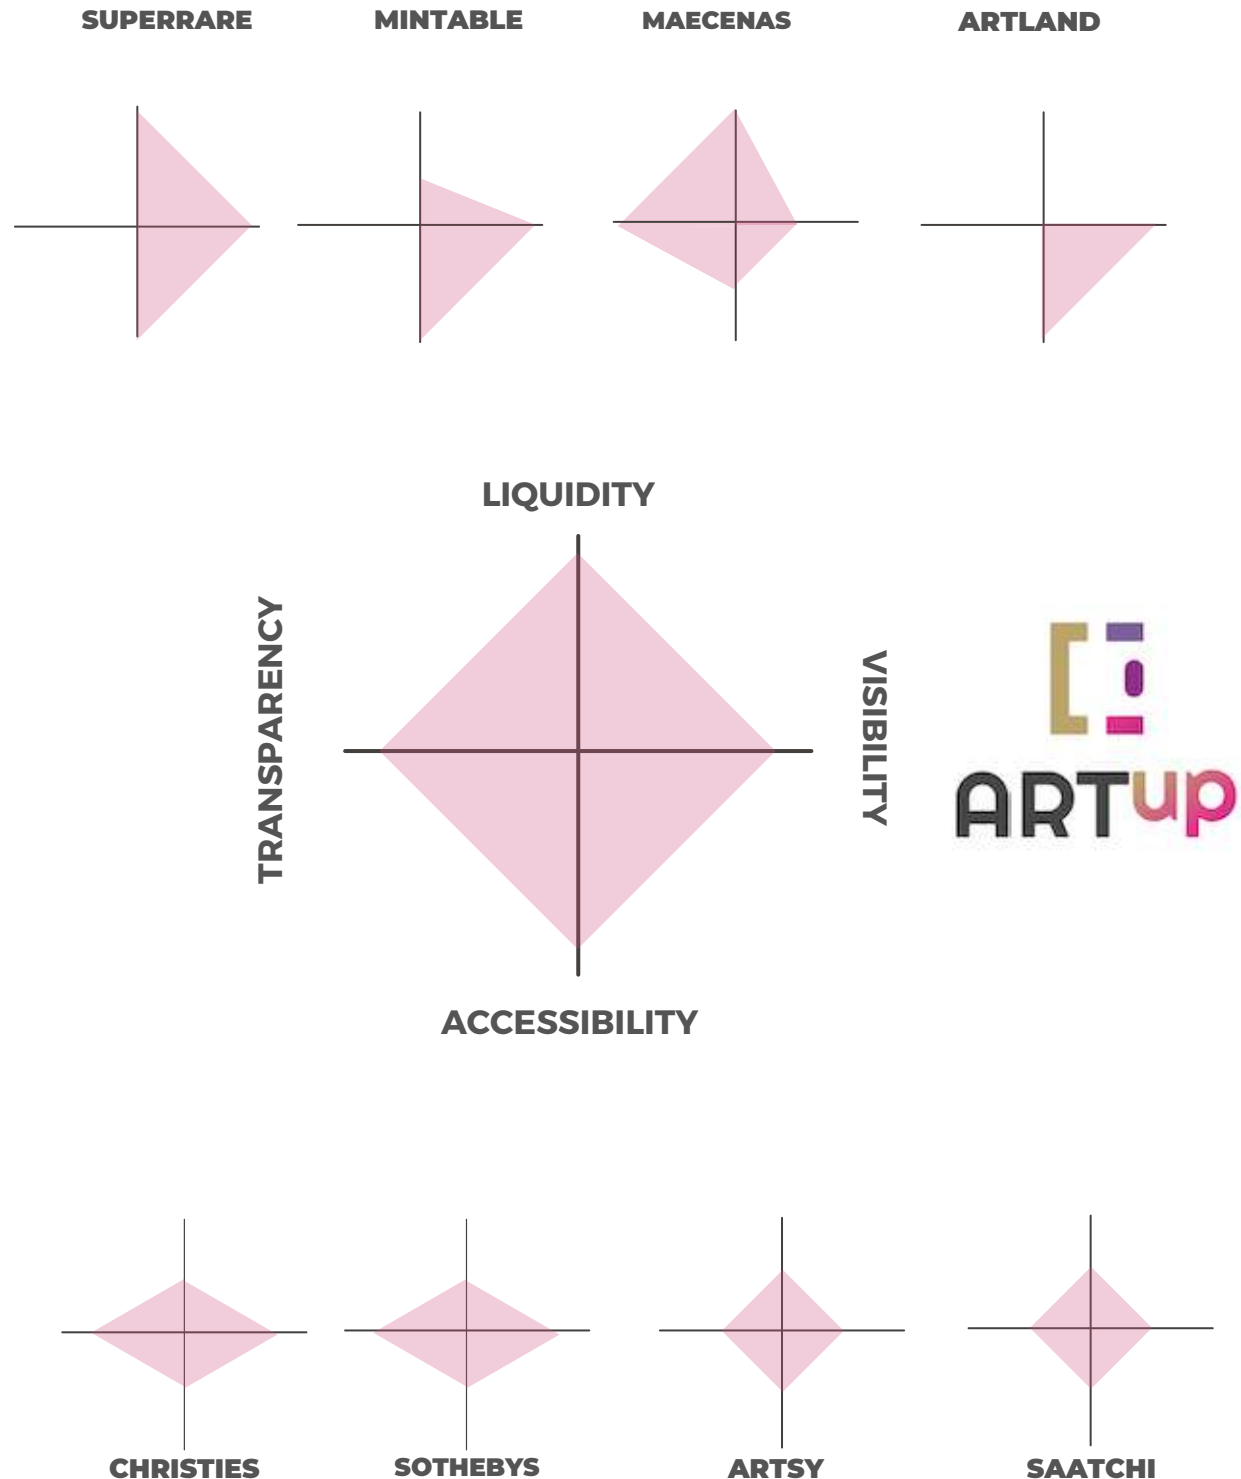 SUPERRARE
MINTABLE
MAECENAS
ARTLAND
LIQUIDITY
TRANSPARENCY
VISIBILITY
ARTup
ACCESSIBILITY
CHRISTIES
SOTHEBYS
ARTSY
SAATCHI